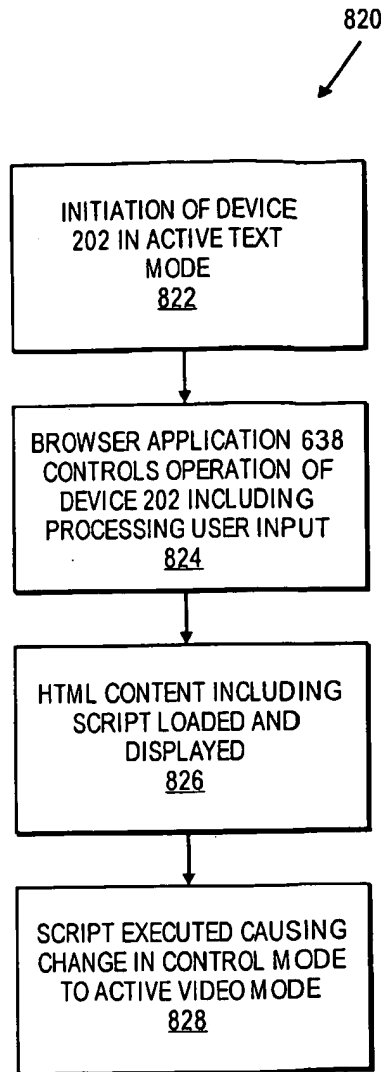 820
INITIATION OF DEVICE
202 IN ACTIVE TEXT
MODE
822
BROWSER APPLICATION 638
CONTROLS OPERATION OF
DEVICE 202 INCLUDING
PROCESSING USER INPUT
824
HTML CONTENT INCLUDING
SCRIPT LOADED AND
DISPLAYED
826
SCRIPT EXECUTED CAUSING
CHANGE IN CONTROL MODE
TO ACTIVE VIDEO MODE
828